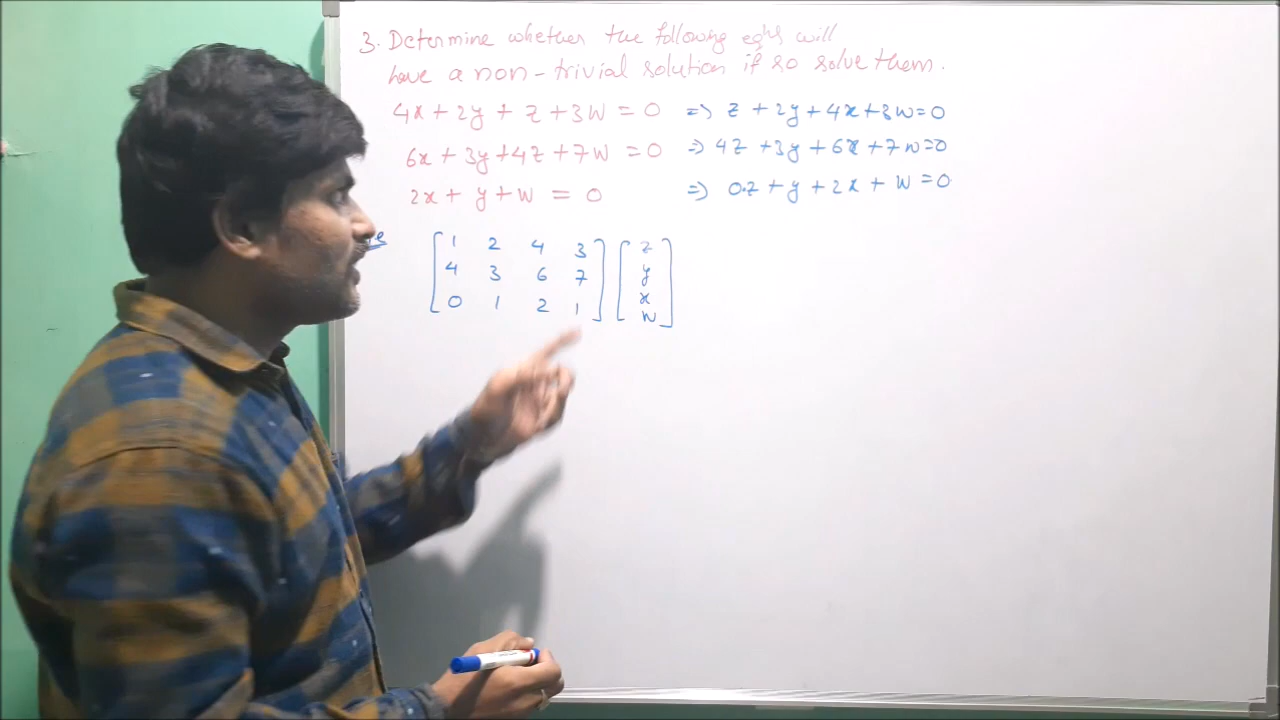 3. Determine whether the following eqns will
have a non-trivial solution if so solve them.
4x + 2y + z + 3w = 0 => z + 2y + 4x + 3w = 0
6x + 3y + 4z + 7w = 0 => 4z + 3y + 6x + 7w = 0
2x + y + w = 0 => 0.z + y + 2x + w = 0
1 2 4 3 z
4 3 6 7 y
0 1 2 1 x
w